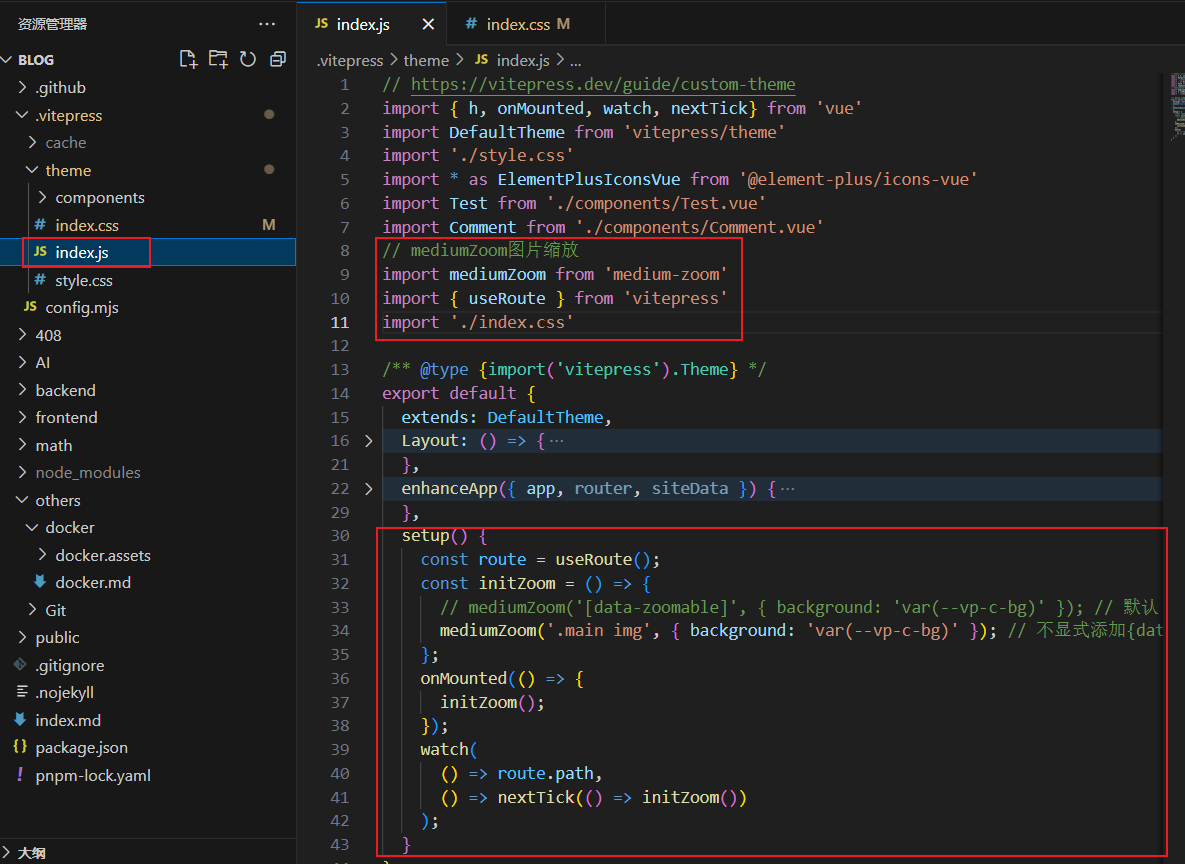 资源管理器 ...
BLOG
.github
.vitepress
cache
theme
components
# index.css M
JS index.js
# style.css
JS config.mjs
408
AI
backend
frontend
math
node_modules
others
docker
docker.assets
docker.md
Git
public
.gitignore
.nojekyll
index.md
{} package.json
! pnpm-lock.yaml
大纲
JS index.js ×
# index.css M
.vitepress > theme > JS index.js > ...
1 // https://vitepress.dev/guide/custom-theme
2 import { h, onMounted, watch, nextTick} from 'vue'
3 import DefaultTheme from 'vitepress/theme'
4 import './style.css'
5 import * as ElementPlusIconsVue from '@element-plus/icons-vue'
6 import Test from './components/Test.vue'
7 import Comment from './components/Comment.vue'
8 // mediumZoom图片缩放
9 import mediumZoom from 'medium-zoom'
10 import { useRoute } from 'vitepress'
11 import './index.css'
12
13 /** @type {import('vitepress').Theme} */
14 export default {
15 extends: DefaultTheme,
16 Layout: () => { ...
21 },
22 enhanceApp({ app, router, siteData }) { ...
29 },
30 setup() {
31 const route = useRoute();
32 const initZoom = () => {
33 // mediumZoom('[data-zoomable]', { background: 'var(--vp-c-bg)' }); // 默认
34 mediumZoom('.main img', { background: 'var(--vp-c-bg)' }); // 不显式添加{dat
35 };
36 onMounted(() => {
37 initZoom();
38 });
39 watch(
40 () => route.path,
41 () => nextTick(() => initZoom())
42 );
43 }